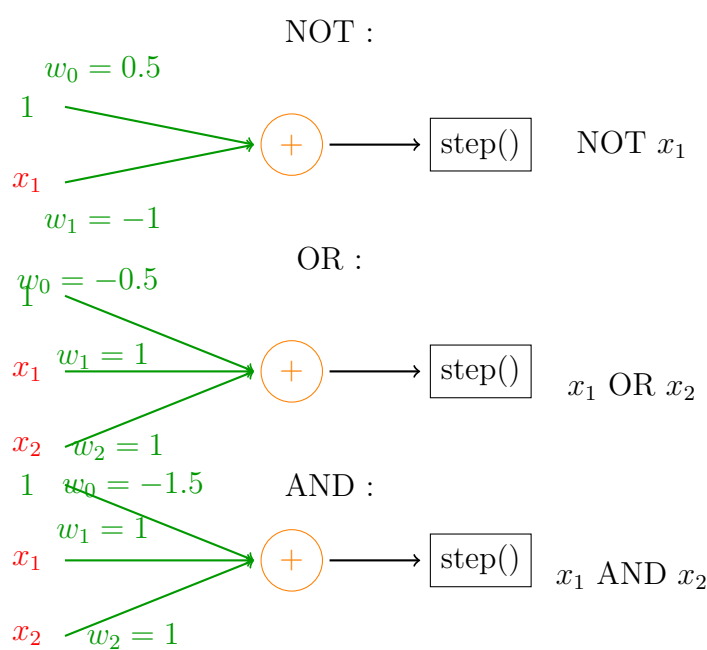 NOT :
w₀ = 0.5
1
+
step()
NOT x₁
x₁
w₁ = −1
OR :
w₀ = −0.5
1
w₁ = 1
x₁
+
step()
x₁ OR x₂
x₂
w₂ = 1
1
w₀ = −1.5
AND :
w₁ = 1
x₁
+
step()
x₁ AND x₂
x₂
w₂ = 1